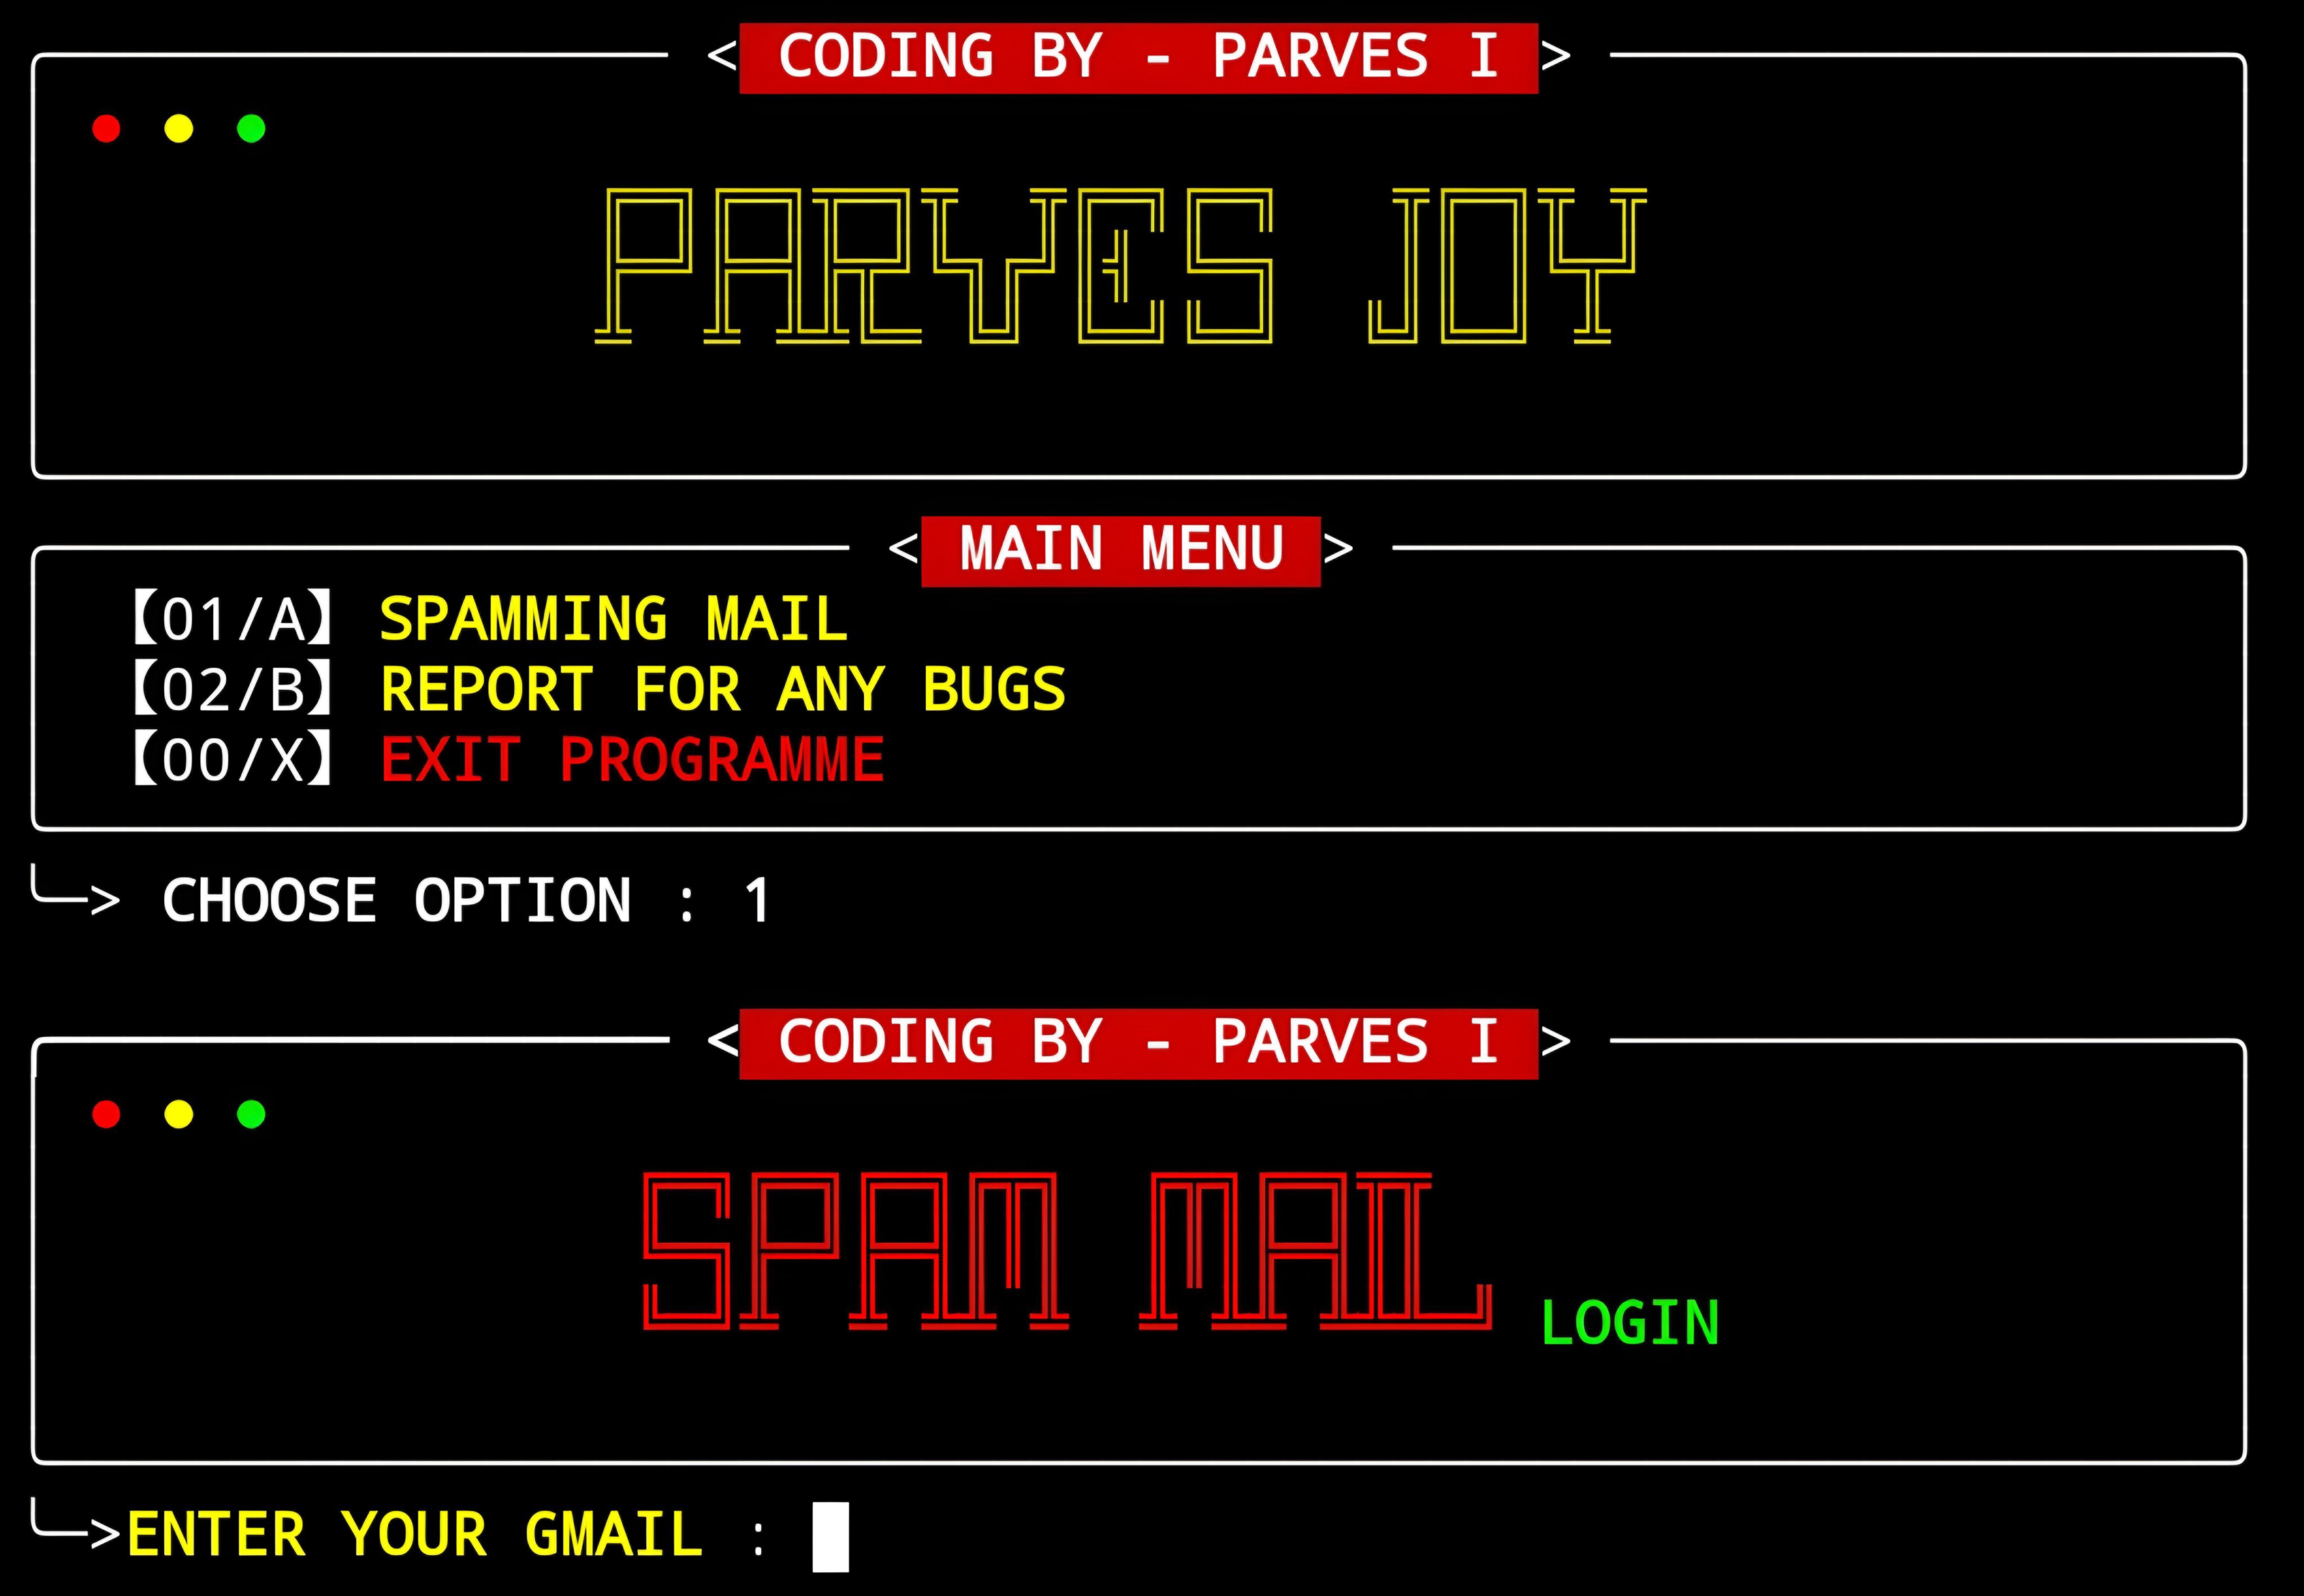 < CODING BY - PARVES I >
PARVES JOY
< MAIN MENU >
【01/A】 SPAMMING MAIL
【02/B】 REPORT FOR ANY BUGS
【00/X】 EXIT PROGRAMME
> CHOOSE OPTION : 1
< CODING BY - PARVES I >
SPAM MAIL LOGIN
>ENTER YOUR GMAIL :